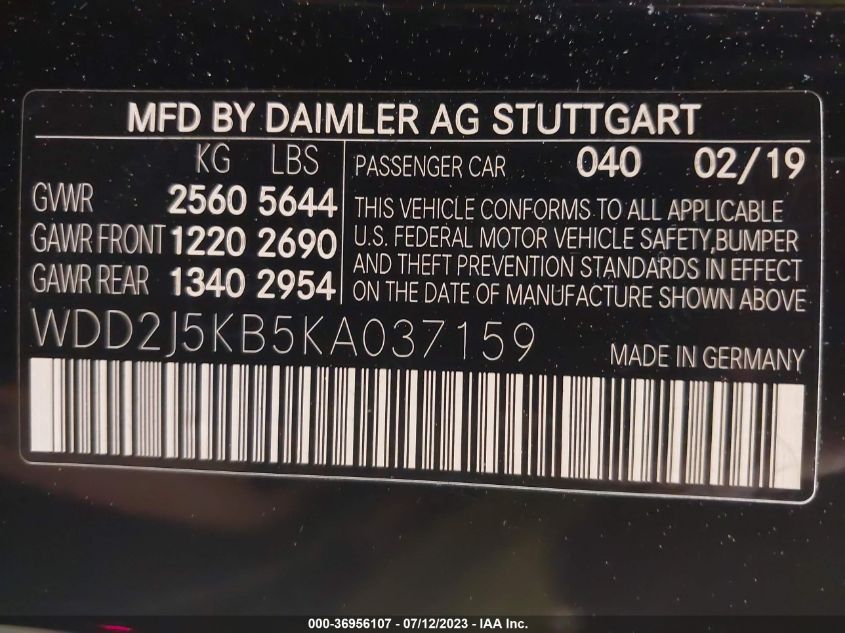 MFD BY DAIMLER AG STUTTGART
KG LBS
GVWR 2560 5644
GAWR FRONT 1220 2690
GAWR REAR 1340 2954
PASSENGER CAR 040 02/19
THIS VEHICLE CONFORMS TO ALL APPLICABLE
U.S. FEDERAL MOTOR VEHICLE SAFETY,BUMPER
AND THEFT PREVENTION STANDARDS IN EFFECT
ON THE DATE OF MANUFACTURE SHOWN ABOVE
WDD2J5KB5KA037159
MADE IN GERMANY
000-36956107 - 07/12/2023 - IAA Inc.